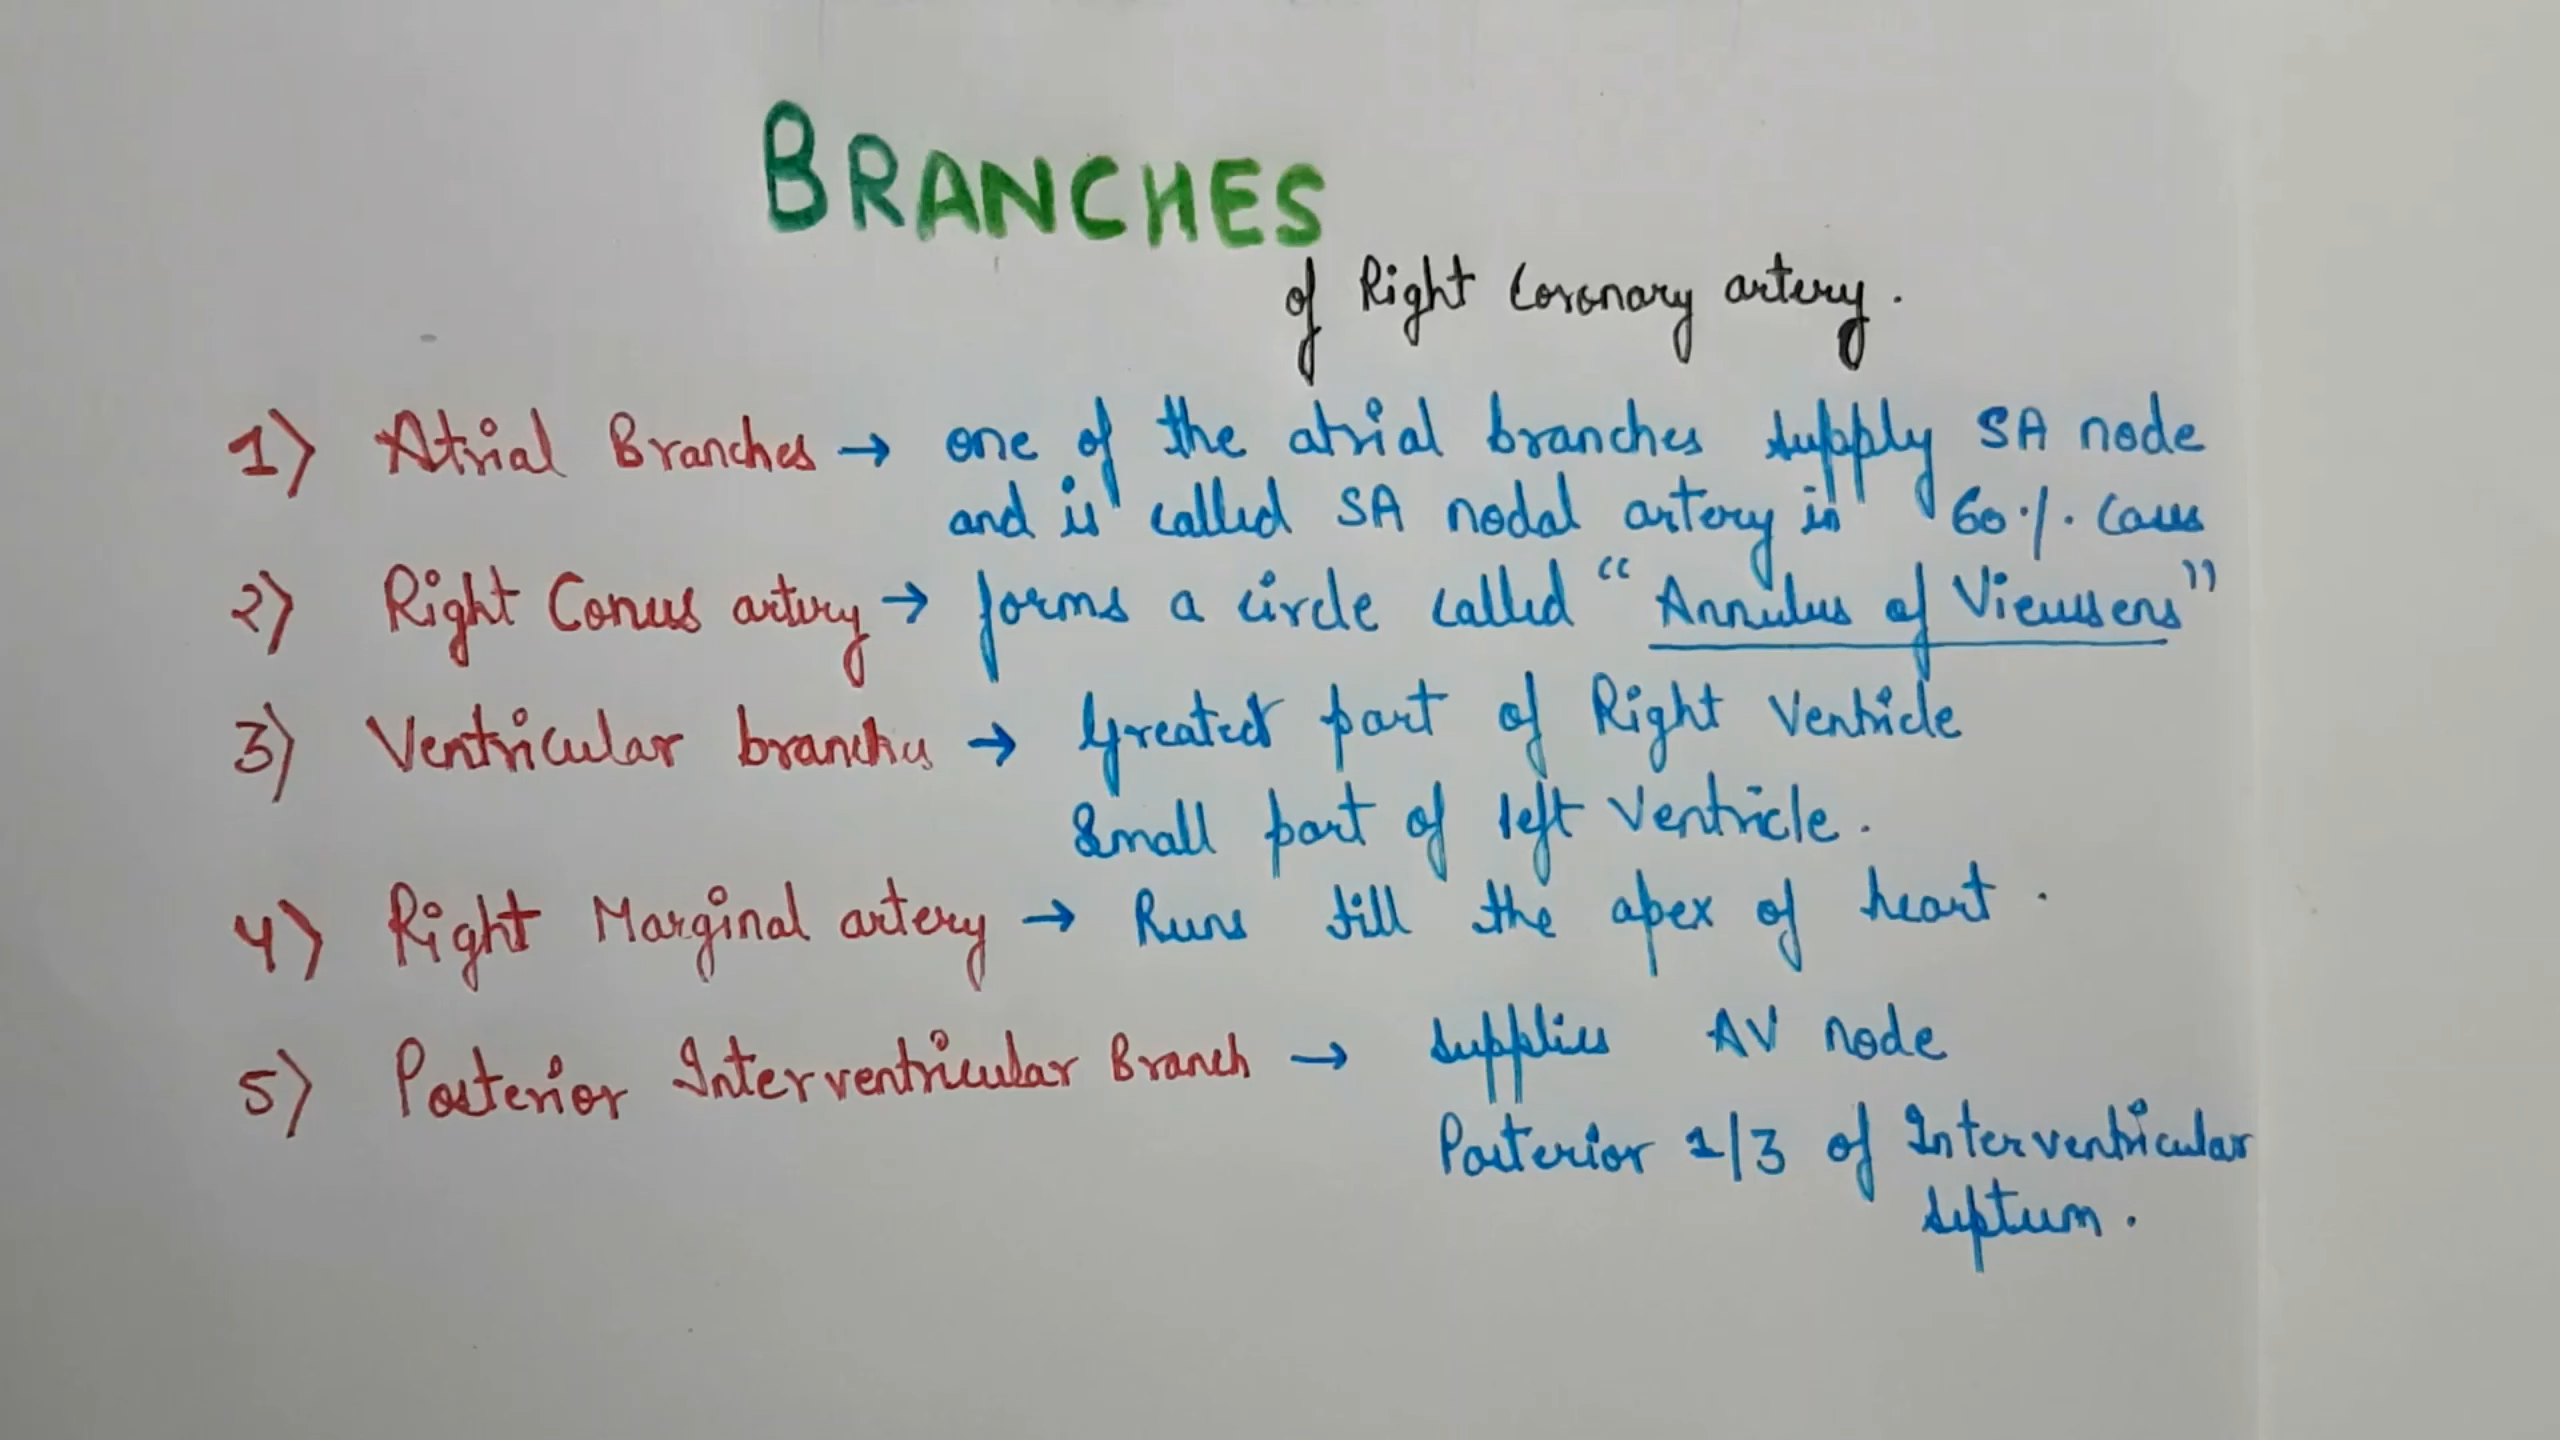 BRANCHES
of Right Coronary artery.
1) Atrial Branches → one of the atrial branches supply SA node
and is called SA nodal artery in 60%. cases
2) Right Conus artery → forms a circle called "Annulus of Vieussens"
3) Ventricular branches → Greatest part of Right Ventricle
Small part of left Ventricle.
4) Right Marginal artery → Runs till the apex of heart.
5) Posterior Interventricular Branch → supplies AV node
Posterior 1/3 of Interventricular
septum.